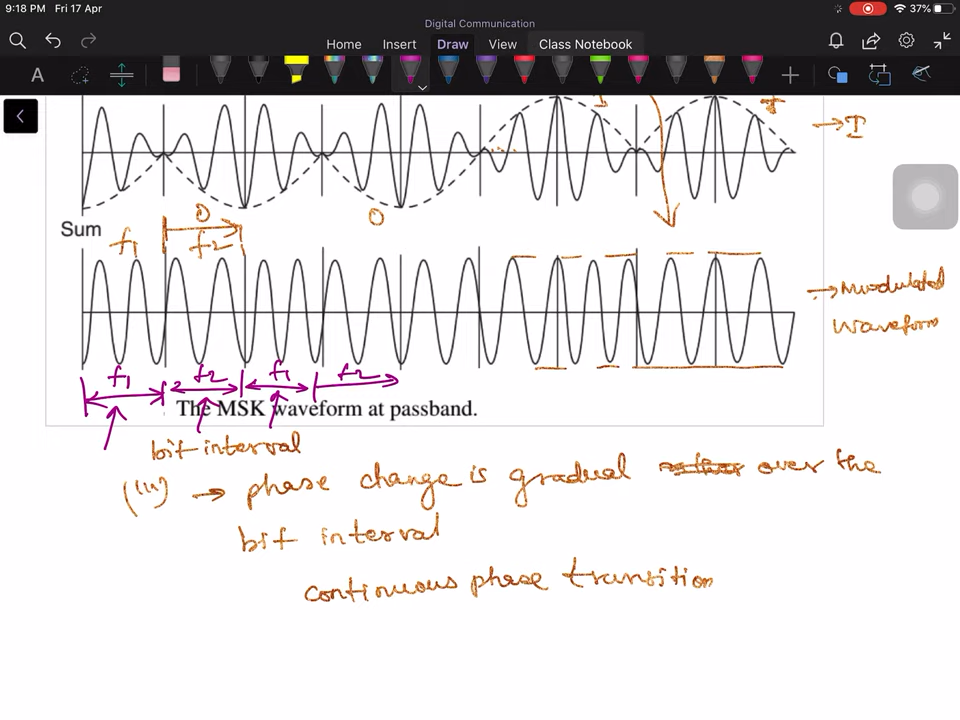 9:18 PM Fri 17 Apr
37%
Digital Communication
Home Insert Draw View Class Notebook
A
I I
→ I
Sum
0 0
f1 f2
→ Modulated
waveform
f1 f2 f1 f2
The MSK waveform at passband.
bit interval
(iii) → phase change is gradual over the
bit interval
continuous phase transition